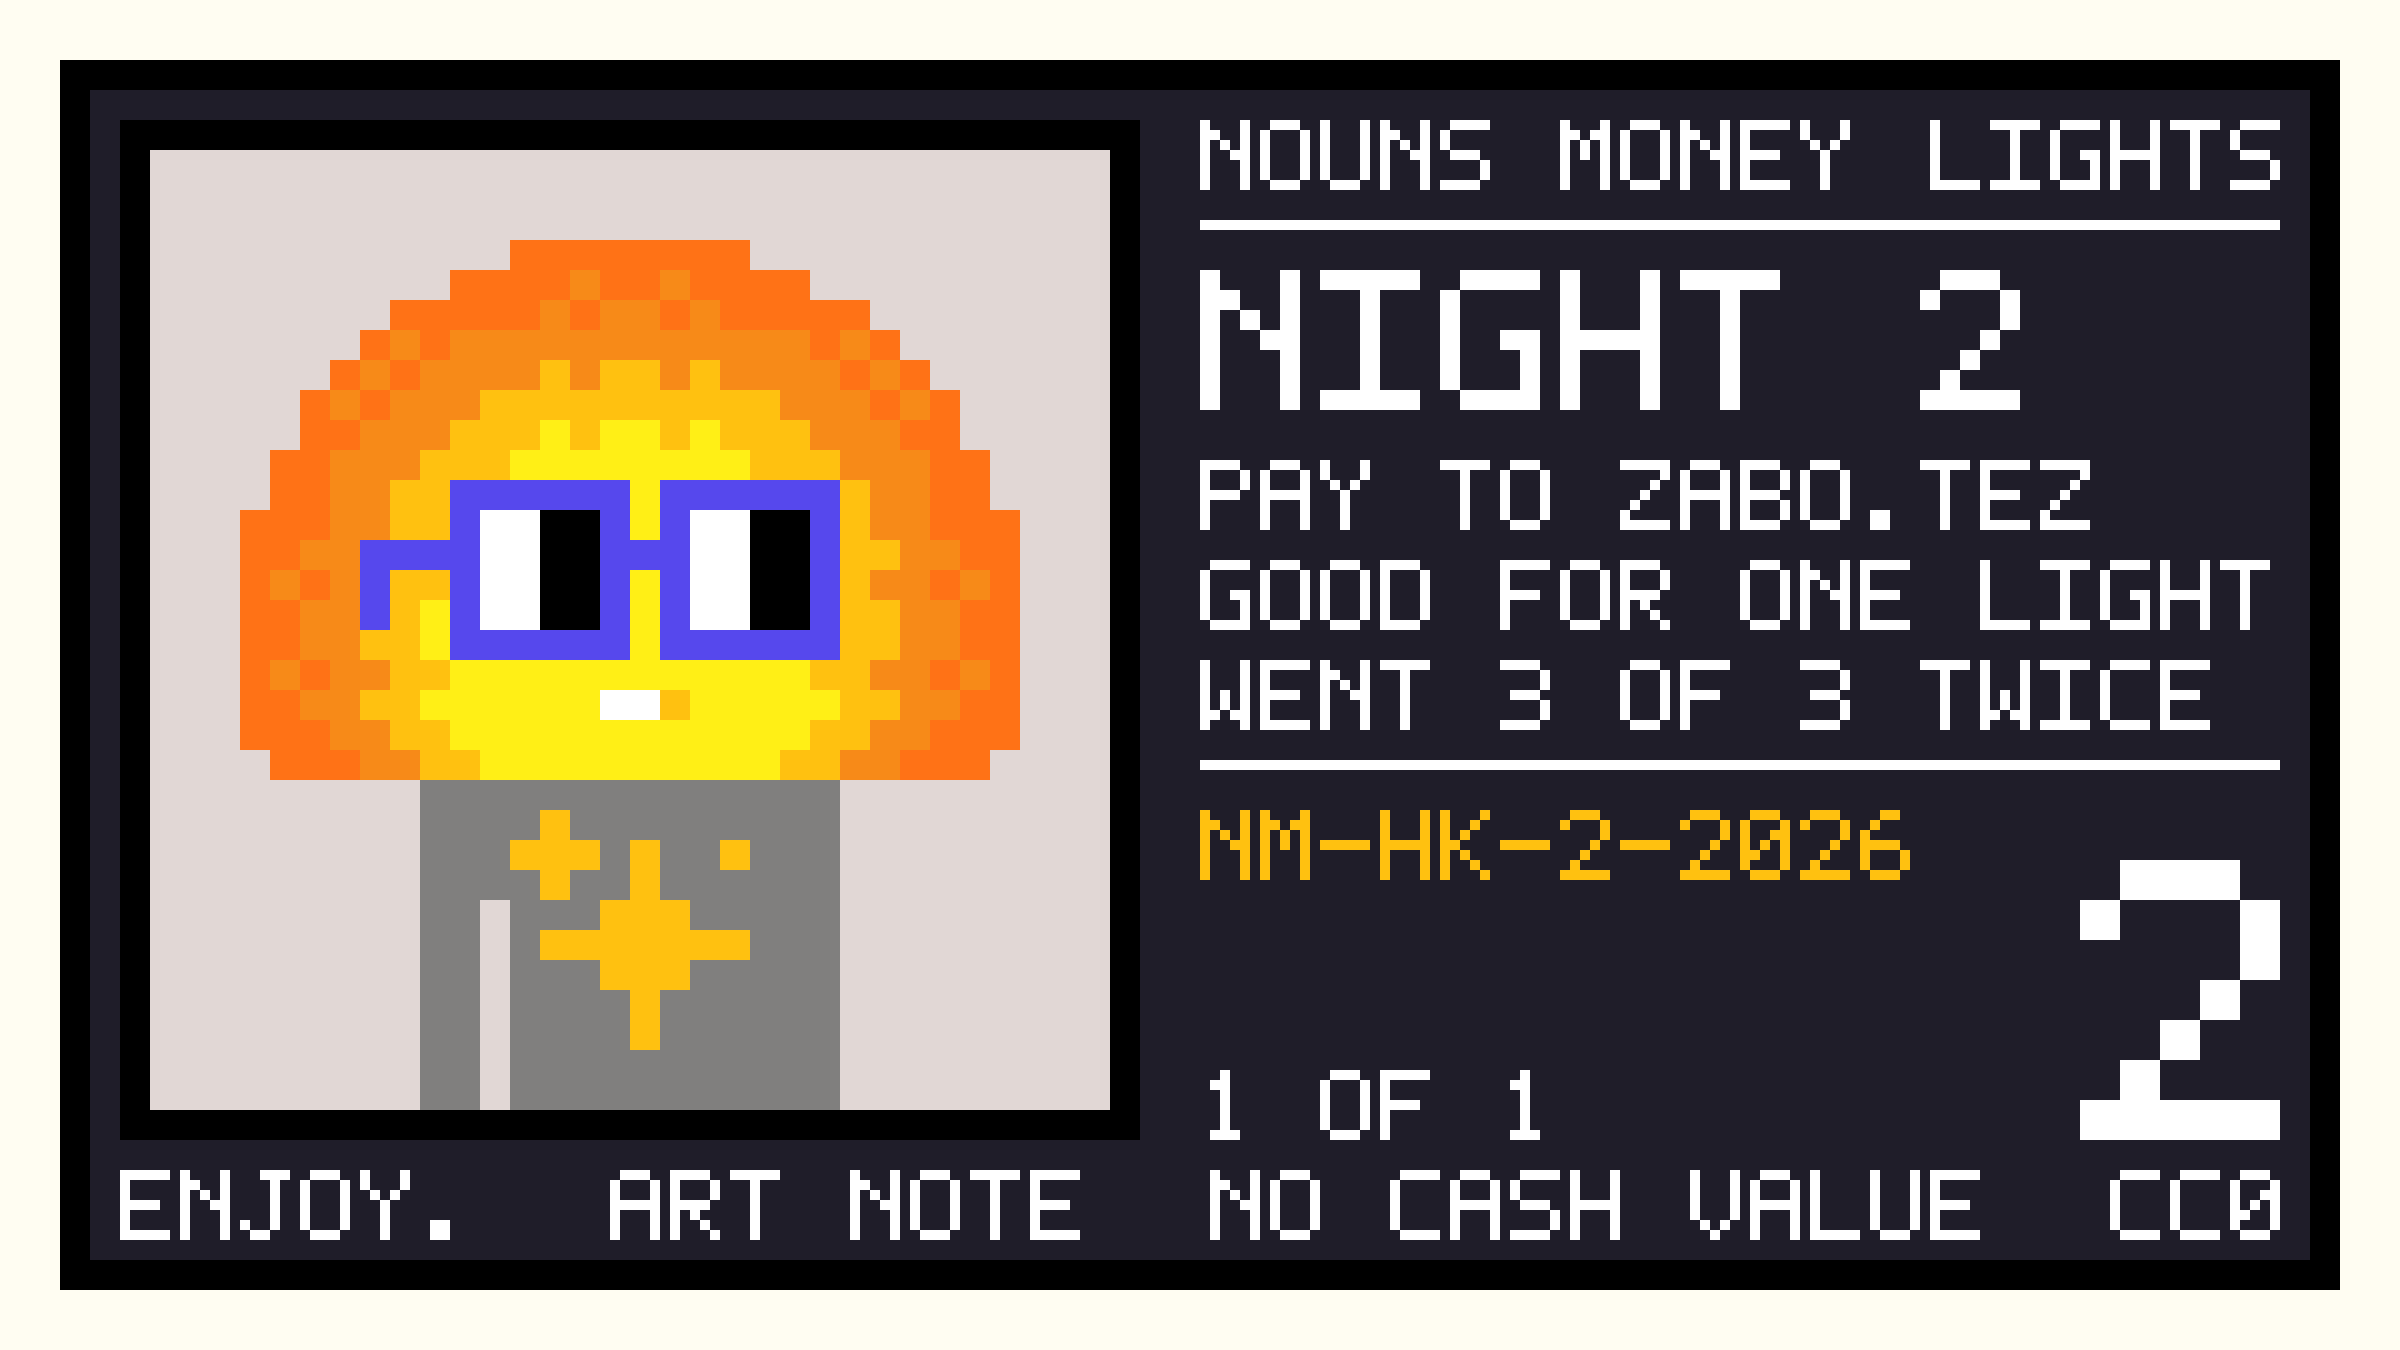 NOUNS MONEY LIGHTS
NIGHT 2
PAY TO ZABO.TEZ
GOOD FOR ONE LIGHT
WENT 3 OF 3 TWICE
NM-HK-2-2026
2
1 OF 1
ENJOY. ART NOTE NO CASH VALUE CC0